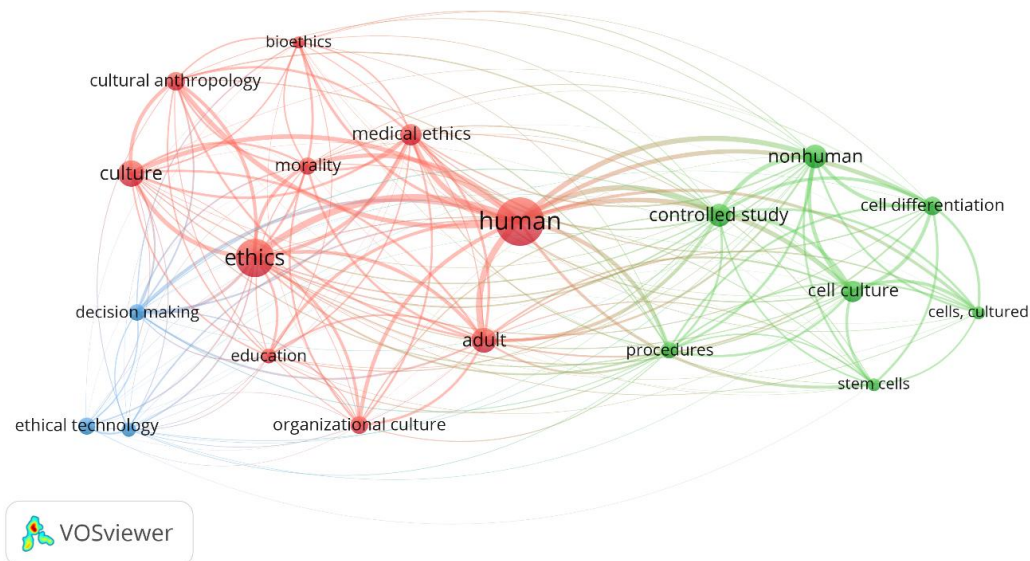 bioethics
cultural anthropology
medical ethics
nonhuman
morality
culture
cell differentiation
controlled study
human
ethics
cell culture
decision making
cells, cultured
adult
procedures
education
stem cells
ethical technology
organizational culture
VOSviewer